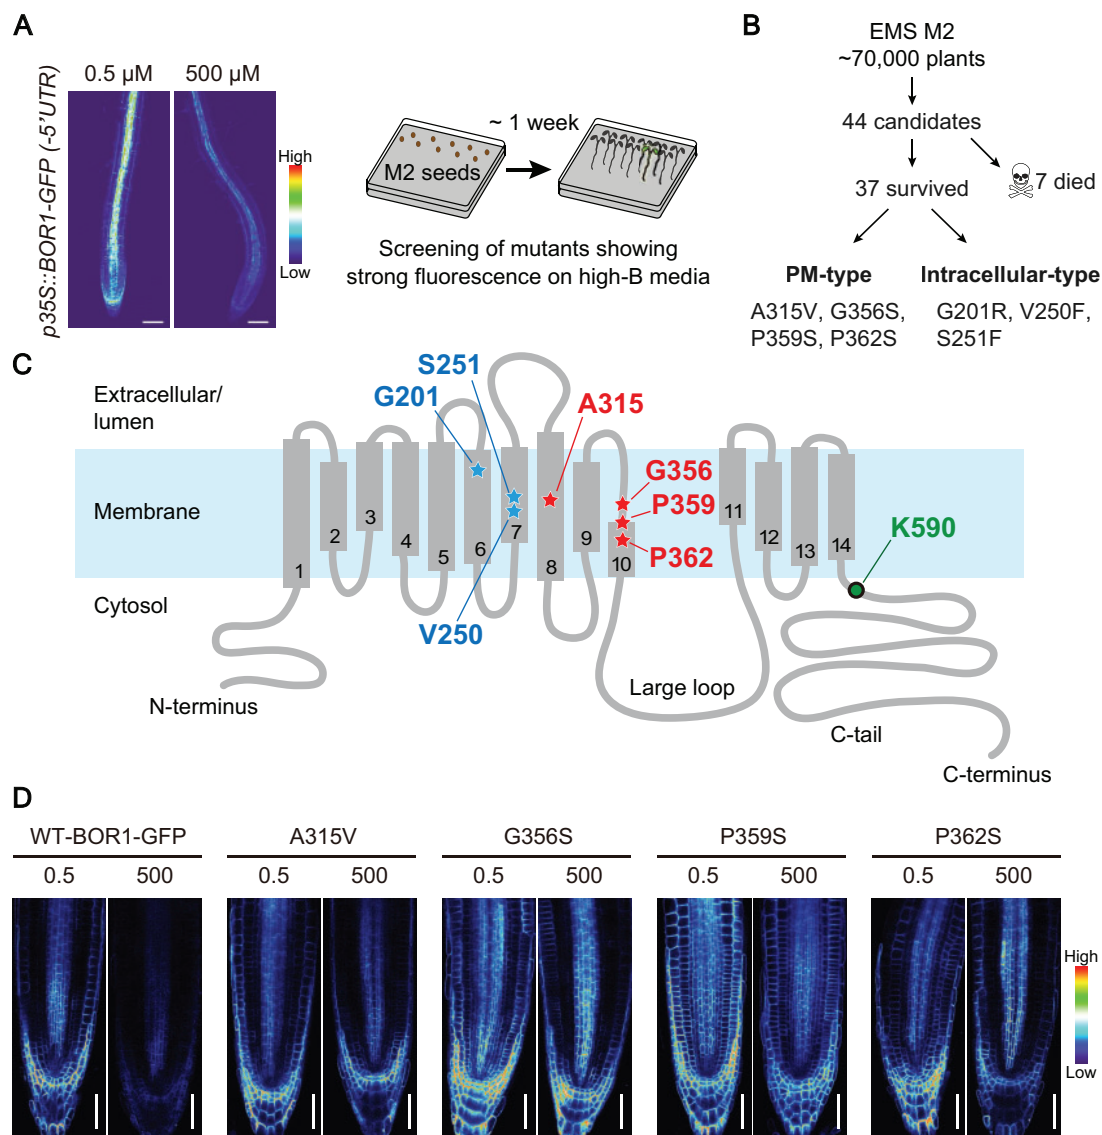 A
p35S::BOR1-GFP (-5'UTR)
0.5 µM
500 µM
High
Low
M2 seeds
~ 1 week
Screening of mutants showing
strong fluorescence on high-B media
B
EMS M2
~70,000 plants
44 candidates
37 survived
7 died
PM-type
A315V, G356S,
P359S, P362S
Intracellular-type
G201R, V250F,
S251F
C
Extracellular/
lumen
Membrane
Cytosol
S251
G201
A315
G356
P359
P362
K590
V250
1
2
3
4
5
6
7
8
9
10
11
12
13
14
N-terminus
Large loop
C-tail
C-terminus
D
WT-BOR1-GFP
A315V
G356S
P359S
P362S
0.5
500
0.5
500
0.5
500
0.5
500
0.5
500
High
Low